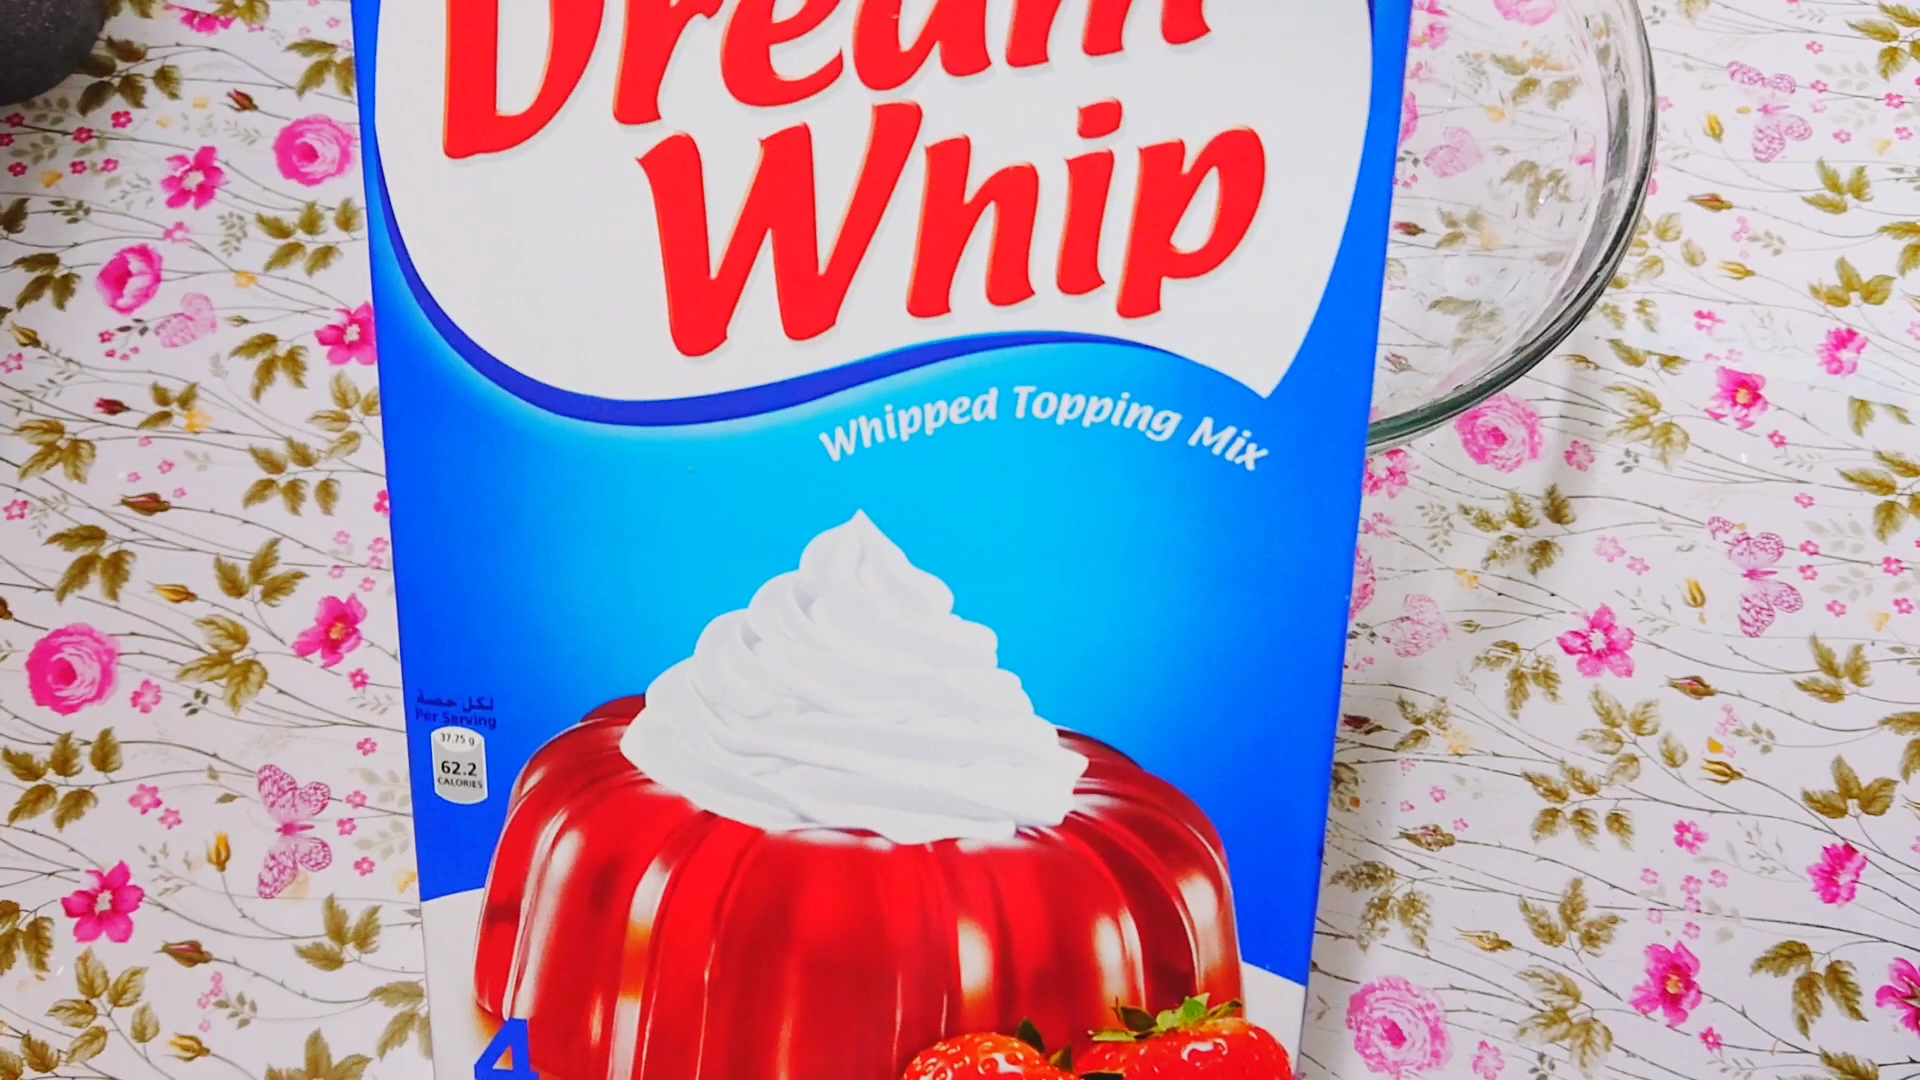 Dream
Whip
Whipped Topping Mix
لكل حصة
Per Serving
37.75 g
62.2
CALORIES
4